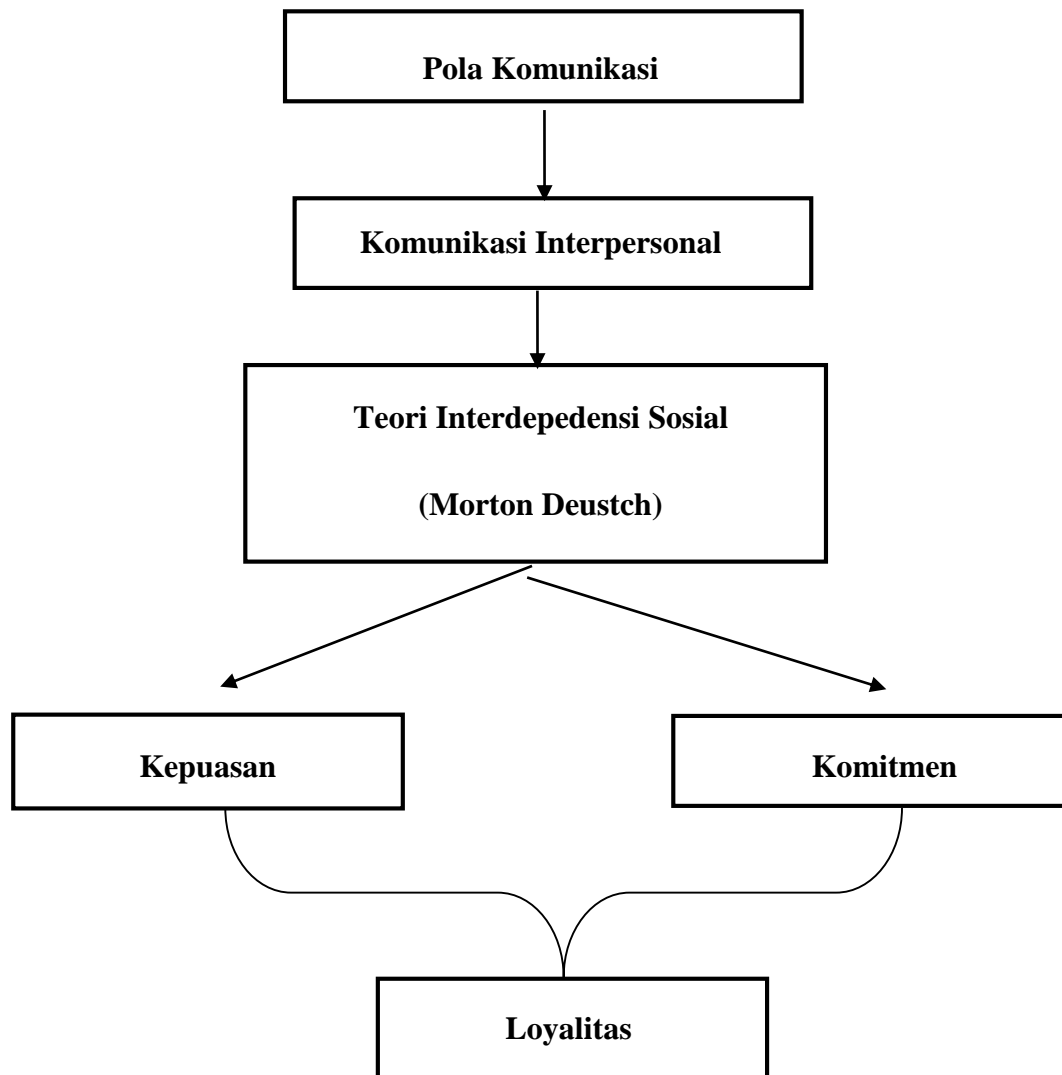 Pola Komunikasi
Komunikasi Interpersonal
Teori Interdepedensi Sosial
(Morton Deustch)
Kepuasan
Komitmen
Loyalitas